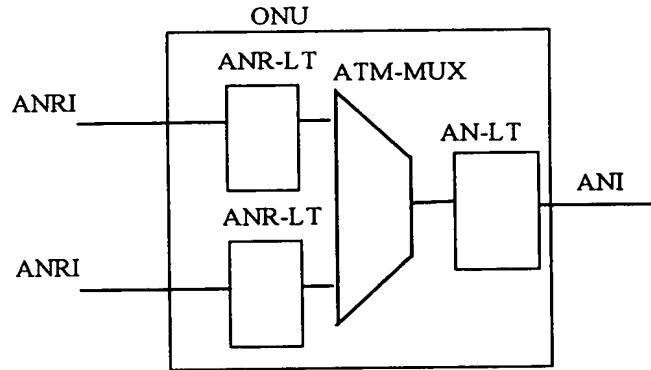 ONU
ANR-LT
ATM-MUX
ANRI
AN-LT
ANI
ANR-LT
ANRI